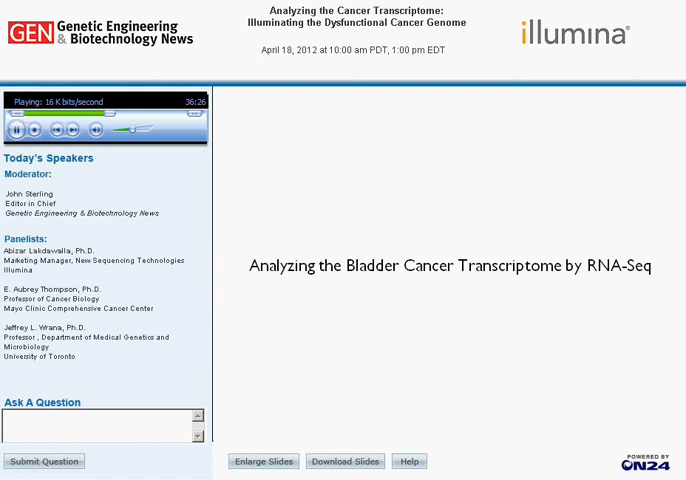 GEN Genetic Engineering
& Biotechnology News
Analyzing the Cancer Transcriptome:
Illuminating the Dysfunctional Cancer Genome
April 18, 2012 at 10:00 am PDT, 1:00 pm EDT
illumina®
Playing: 16 K bits/second 36:26
Today's Speakers
Moderator:
John Sterling
Editor in Chief
Genetic Engineering & Biotechnology News
Panelists:
Abizar Lakdawalla, Ph.D.
Marketing Manager, New Sequencing Technologies
Illumina
E. Aubrey Thompson, Ph.D.
Professor of Cancer Biology
Mayo Clinic Comprehensive Cancer Center
Jeffrey L. Wrana, Ph.D.
Professor , Department of Medical Genetics and
Microbiology
University of Toronto
Analyzing the Bladder Cancer Transcriptome by RNA-Seq
Ask A Question
Submit Question
Enlarge Slides
Download Slides
Help
POWERED BY
ON24